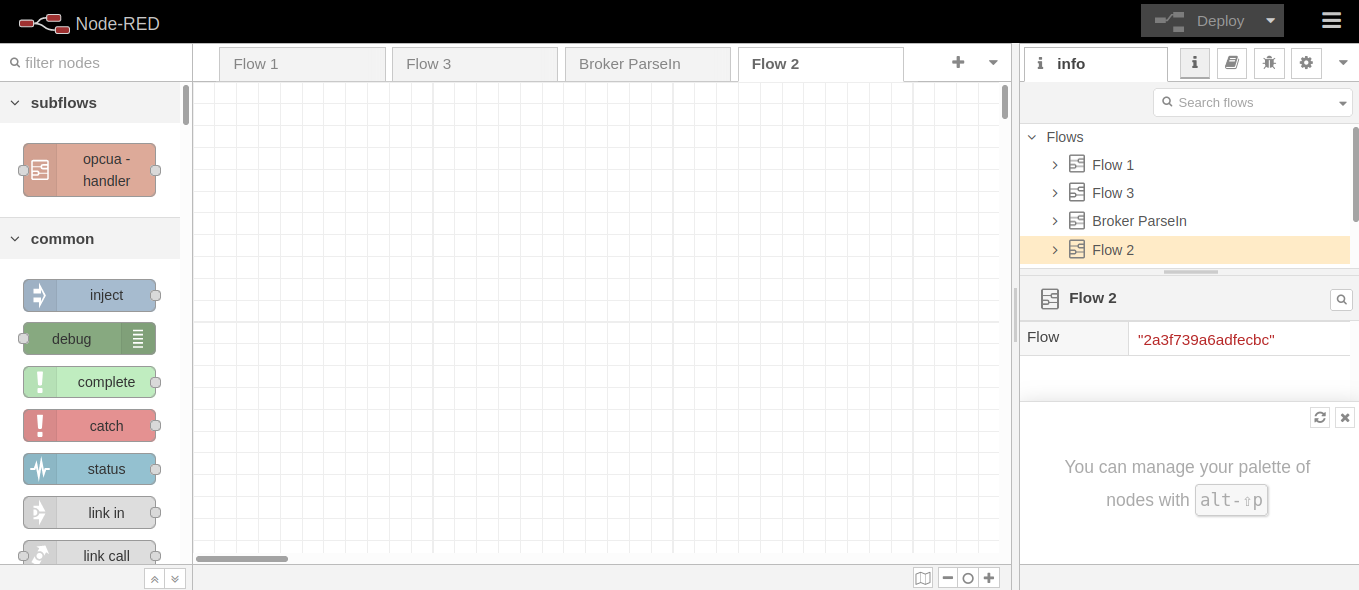 Node-RED
Deploy
filter nodes
Flow 1
Flow 3
Broker ParseIn
Flow 2
info
subflows
Search flows
opcua -
handler
Flows
Flow 1
Flow 3
Broker ParseIn
Flow 2
common
inject
debug
complete
catch
status
link in
link call
Flow 2
Flow
"2a3f739a6adfecbc"
You can manage your palette of
nodes with alt-⇧p